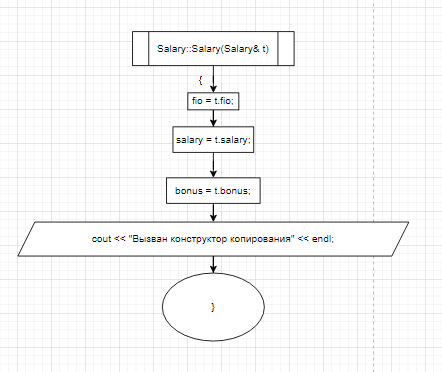 Salary::Salary(Salary& t)
{
fio = t.fio;
salary = t.salary;
bonus = t.bonus;
cout << "Вызван конструктор копирования" << endl;
}